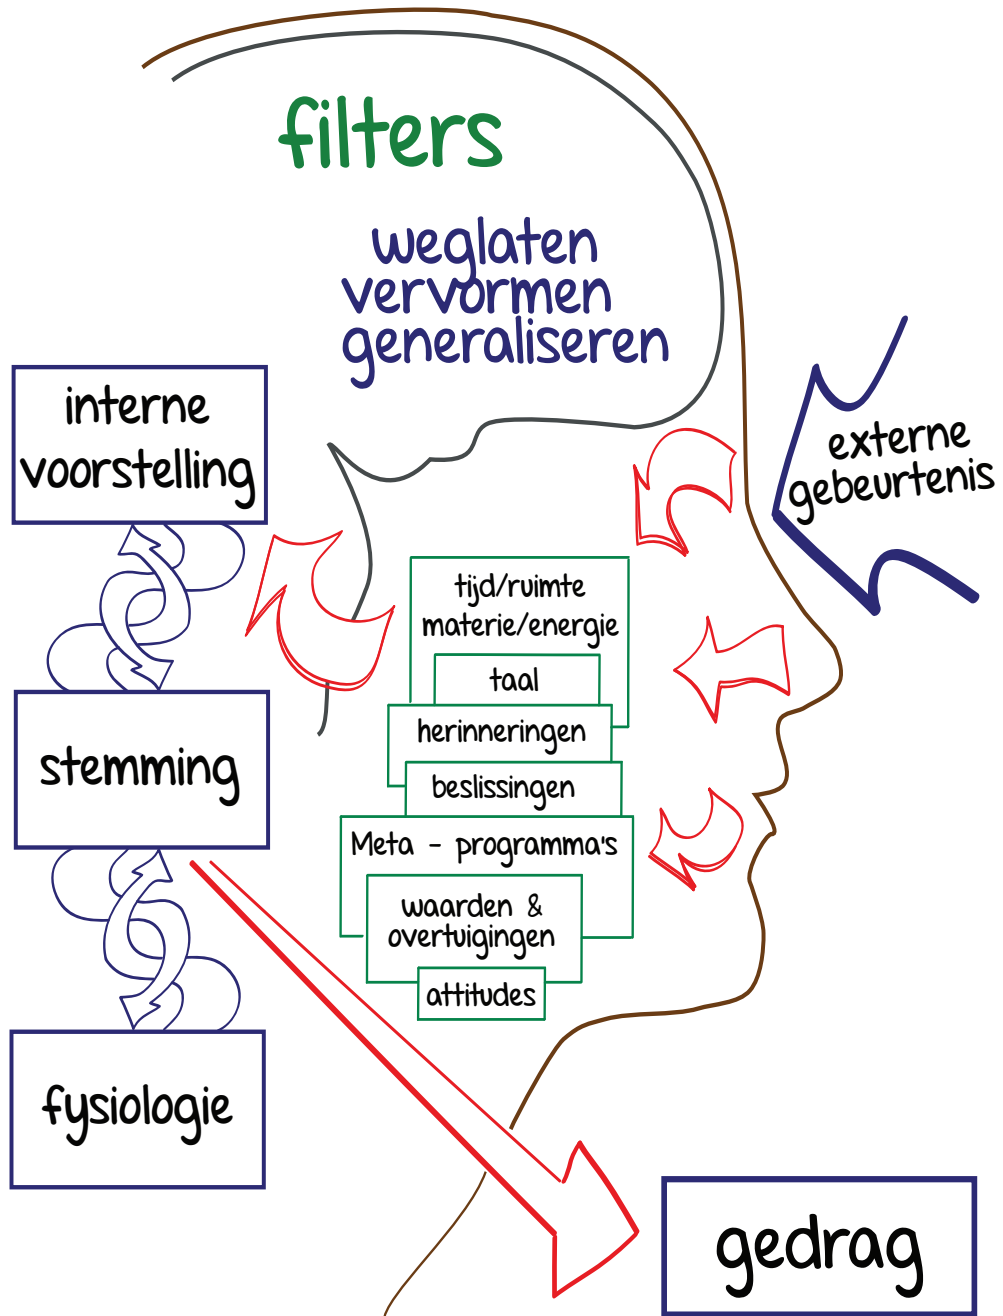 filters
weglaten
vervormen
generaliseren
interne
voorstelling
externe
gebeurtenis
tijd/ruimte
materie/energie
taal
herinneringen
beslissingen
Meta - programma's
waarden &
overtuigingen
attitudes
stemming
fysiologie
gedrag